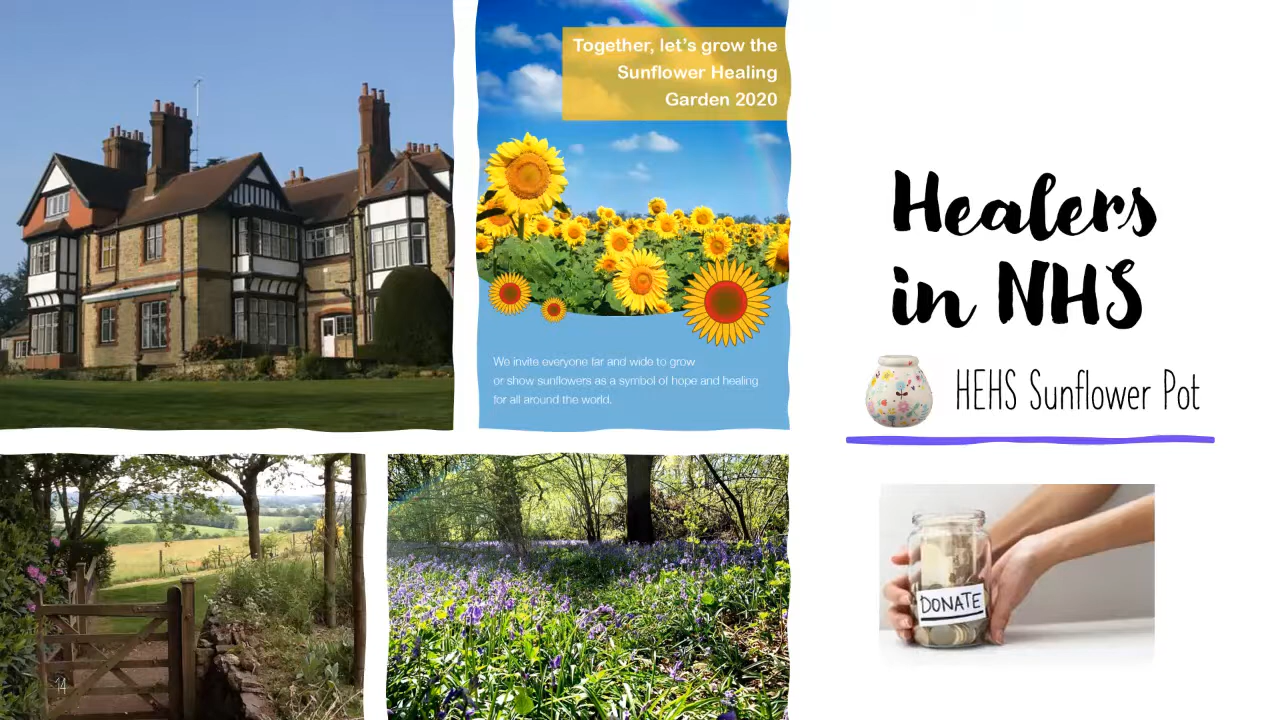 Together, let's grow the
Sunflower Healing
Garden 2020
We invite everyone far and wide to grow
or show sunflowers as a symbol of hope and healing
for all around the world.
Healers
in NHS
HEHS Sunflower Pot
DONATE
14